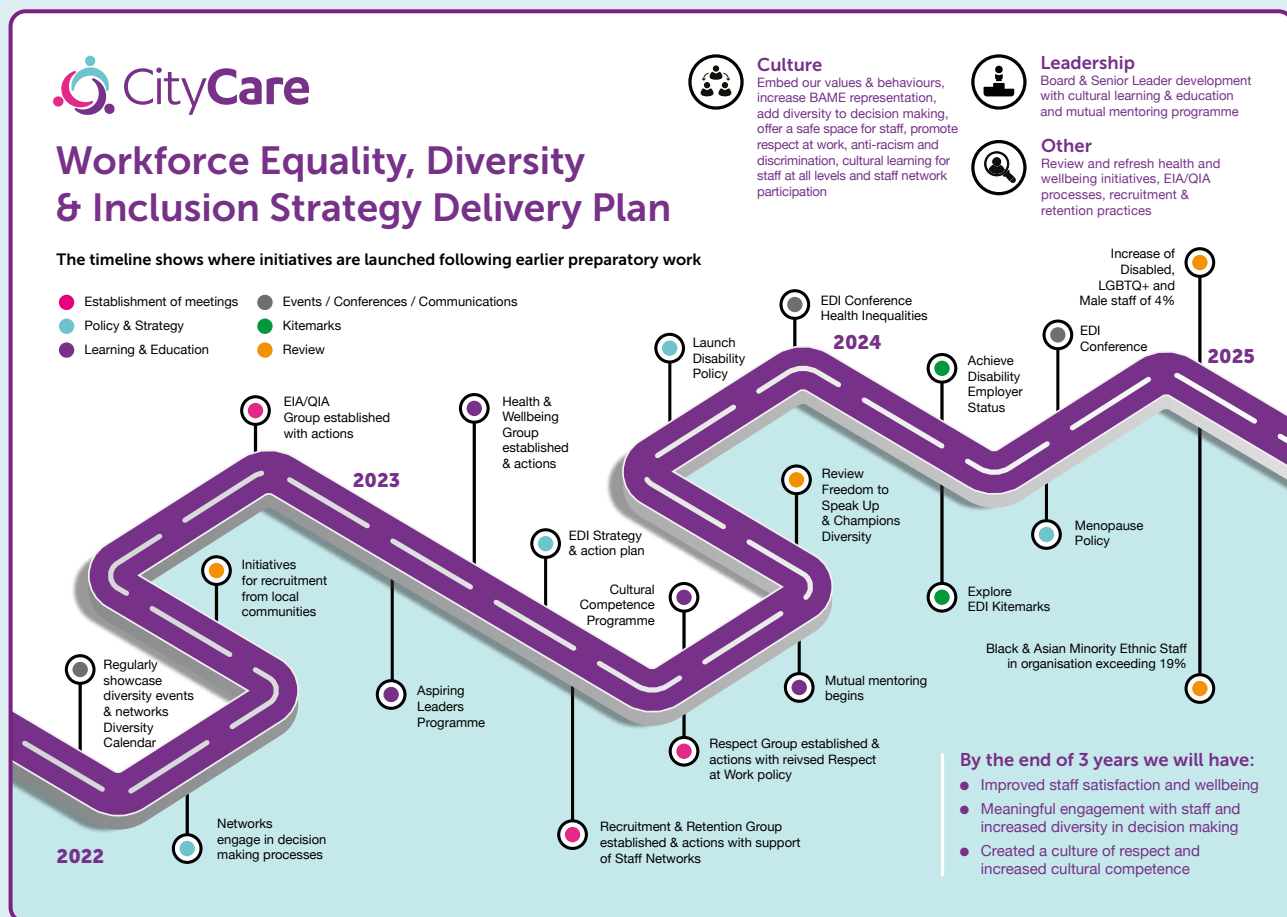 CityCare
Workforce Equality, Diversity
& Inclusion Strategy Delivery Plan
The timeline shows where initiatives are launched following earlier preparatory work
Establishment of meetings
Policy & Strategy
Learning & Education
Events / Conferences / Communications
Kitemarks
Review
Culture
Embed our values & behaviours,
increase BAME representation,
add diversity to decision making,
offer a safe space for staff, promote
respect at work, anti-racism and
discrimination, cultural learning for
staff at all levels and staff network
participation
Leadership
Board & Senior Leader development
with cultural learning & education
and mutual mentoring programme
Other
Review and refresh health and
wellbeing initiatives, EIA/QIA
processes, recruitment &
retention practices
2022
Regularly
showcase
diversity events
& networks
Diversity
Calendar
Networks
engage in decision
making processes
Initiatives
for recruitment
from local
communities
EIA/QIA
Group established
with actions
2023
Aspiring
Leaders
Programme
Health &
Wellbeing
Group
established
& actions
EDI Strategy
& action plan
Recruitment & Retention Group
established & actions with support
of Staff Networks
Cultural
Competence
Programme
Respect Group established &
actions with reivsed Respect
at Work policy
Mutual mentoring
begins
Review
Freedom to
Speak Up
& Champions
Diversity
Launch
Disability
Policy
EDI Conference
Health Inequalities
2024
Achieve
Disability
Employer
Status
Explore
EDI Kitemarks
EDI
Conference
Menopause
Policy
Increase of
Disabled,
LGBTQ+ and
Male staff of 4%
2025
Black & Asian Minority Ethnic Staff
in organisation exceeding 19%
By the end of 3 years we will have:
Improved staff satisfaction and wellbeing
Meaningful engagement with staff and
increased diversity in decision making
Created a culture of respect and
increased cultural competence